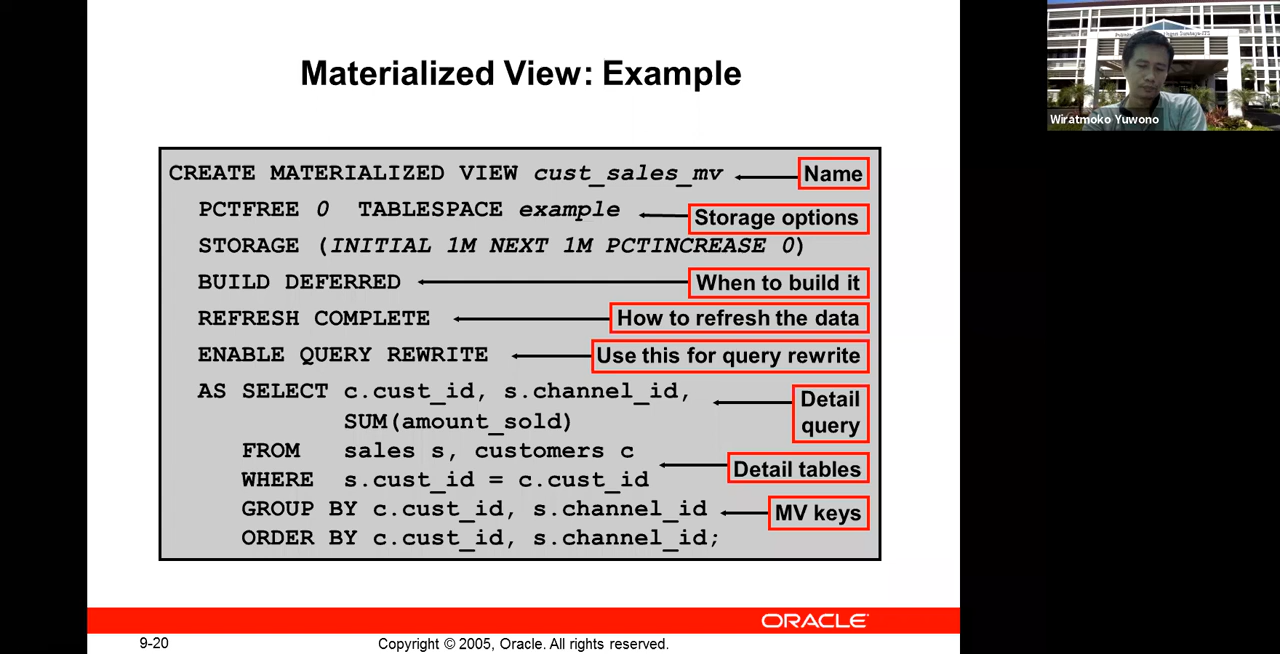 Materialized View: Example
CREATE MATERIALIZED VIEW cust_sales_mv
Name
PCTFREE 0 TABLESPACE example
Storage options
STORAGE (INITIAL 1M NEXT 1M PCTINCREASE 0)
BUILD DEFERRED
When to build it
REFRESH COMPLETE
How to refresh the data
ENABLE QUERY REWRITE
Use this for query rewrite
AS SELECT c.cust_id, s.channel_id,
SUM(amount_sold)
Detail
query
FROM sales s, customers c
WHERE s.cust_id = c.cust_id
Detail tables
GROUP BY c.cust_id, s.channel_id
MV keys
ORDER BY c.cust_id, s.channel_id;
ORACLE
9-20
Copyright © 2005, Oracle. All rights reserved.
Wiratmoko Yuwono